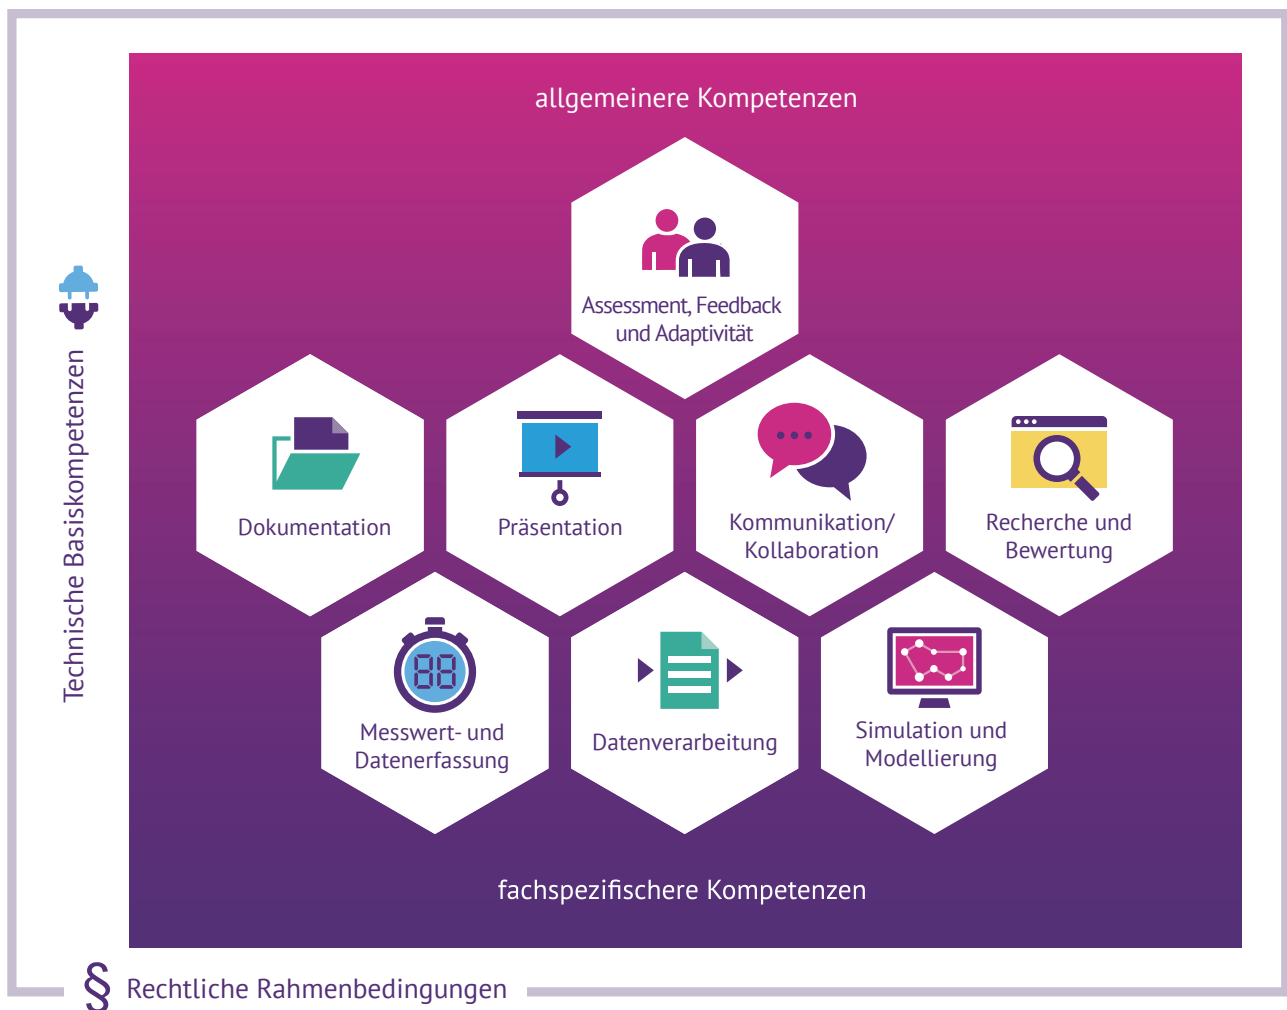 allgemeinere Kompetenzen
Assessment, Feedback
und Adaptivität
Dokumentation
Präsentation
Kommunikation/
Kollaboration
Recherche und
Bewertung
Messwert- und
Datenerfassung
88
Datenverarbeitung
Simulation und
Modellierung
fachspezifischere Kompetenzen
Technische Basiskompetenzen
§ Rechtliche Rahmenbedingungen